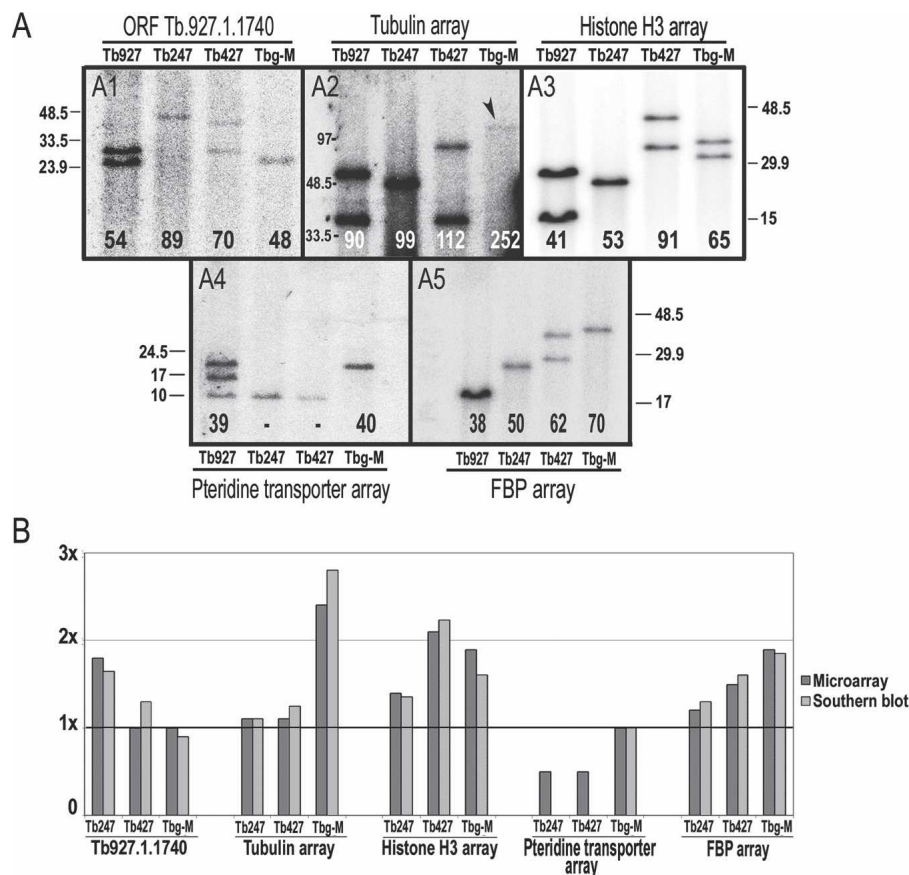 A
ORF Tb.927.1.1740
Tubulin array
Histone H3 array
Tb927 Tb247 Tb427 Tbg-M
Tb927 Tb247 Tb427 Tbg-M
Tb927 Tb247 Tb427 Tbg-M
A1
48.5
33.5
23.9
54 89 70 48
A2
97
48.5
33.5
90 99 112 252
A3
48.5
29.9
15
41 53 91 65
A4
24.5
17
10
39 - - 40
A5
48.5
29.9
17
38 50 62 70
Tb927 Tb247 Tb427 Tbg-M
Tb927 Tb247 Tb427 Tbg-M
Pteridine transporter array
FBP array
B
3x
2x
1x
0
Microarray
Southern blot
Tb247 Tb427 Tbg-M
Tb247 Tb427 Tbg-M
Tb247 Tb427 Tbg-M
Tb247 Tb427 Tbg-M
Tb247 Tb427 Tbg-M
Tb927.1.1740
Tubulin array
Histone H3 array
Pteridine transporter
array
FBP array